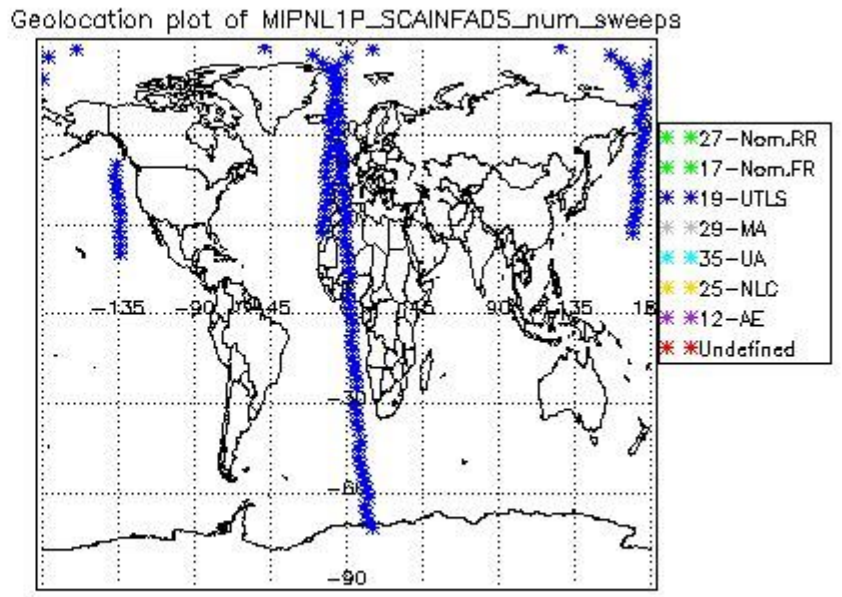 Geolocation plot of MIPNL1P_SCAINFADS_num_sweeps
27-Nom.RR
17-Nom.FR
19-UTLS
29-MA
35-UA
25-NLC
12-AE
Undefined
-135 -90 -45 45 90 135 18
-30
-60
-90